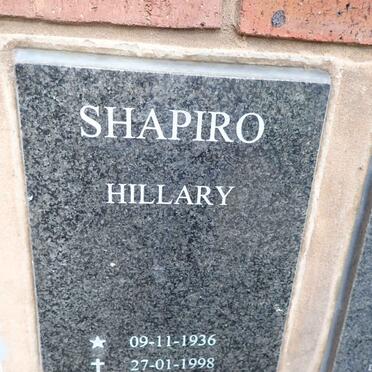 SHAPIRO
HILLARY
★ 09-11-1936
✝ 27-01-1998